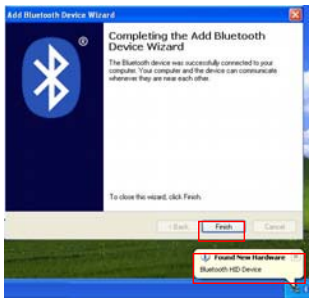 Add Bluetooth Device Wizard
Completing the Add Bluetooth
Device Wizard
The Bluetooth device was successfully connected to your
computer. Your computer and the device can communicate
whenever they are near each other.
To close this wizard, click Finish.
< Back
Finish
Cancel
Found New Hardware
Bluetooth HID Device